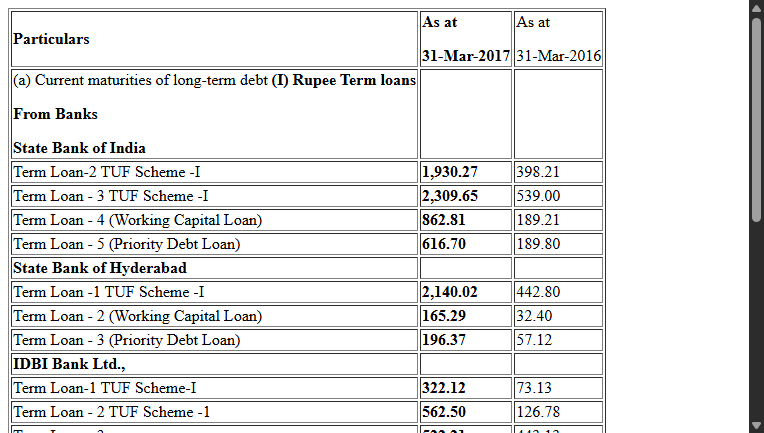 Particulars As at 31-Mar-2017 As at 31-Mar-2016
(a) Current maturities of long-term debt (I) Rupee Term loans
From Banks
State Bank of India
Term Loan-2 TUF Scheme -I 1,930.27 398.21
Term Loan - 3 TUF Scheme -I 2,309.65 539.00
Term Loan - 4 (Working Capital Loan) 862.81 189.21
Term Loan - 5 (Priority Debt Loan) 616.70 189.80
State Bank of Hyderabad
Term Loan -1 TUF Scheme -I 2,140.02 442.80
Term Loan - 2 (Working Capital Loan) 165.29 32.40
Term Loan - 3 (Priority Debt Loan) 196.37 57.12
IDBI Bank Ltd.,
Term Loan-1 TUF Scheme-I 322.12 73.13
Term Loan - 2 TUF Scheme -1 562.50 126.78